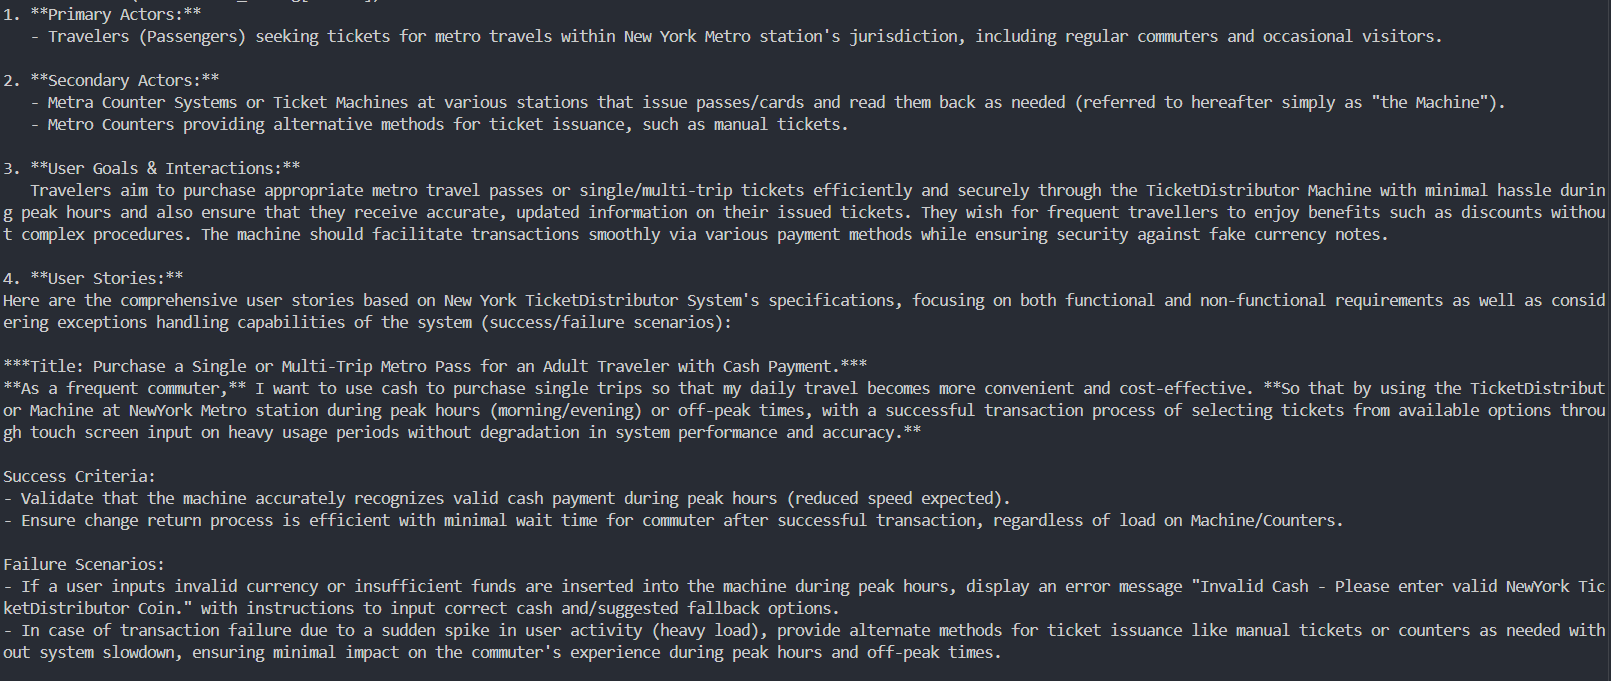 1. **Primary Actors:**
   - Travelers (Passengers) seeking tickets for metro travels within New York Metro station's jurisdiction, including regular commuters and occasional visitors.

2. **Secondary Actors:**
   - Metra Counter Systems or Ticket Machines at various stations that issue passes/cards and read them back as needed (referred to hereafter simply as "the Machine").
   - Metro Counters providing alternative methods for ticket issuance, such as manual tickets.

3. **User Goals & Interactions:**
   Travelers aim to purchase appropriate metro travel passes or single/multi-trip tickets efficiently and securely through the TicketDistributor Machine with minimal hassle durin
g peak hours and also ensure that they receive accurate, updated information on their issued tickets. They wish for frequent travellers to enjoy benefits such as discounts withou
t complex procedures. The machine should facilitate transactions smoothly via various payment methods while ensuring security against fake currency notes.

4. **User Stories:**
Here are the comprehensive user stories based on New York TicketDistributor System's specifications, focusing on both functional and non-functional requirements as well as consid
ering exceptions handling capabilities of the system (success/failure scenarios):

***Title: Purchase a Single or Multi-Trip Metro Pass for an Adult Traveler with Cash Payment.***
**As a frequent commuter,** I want to use cash to purchase single trips so that my daily travel becomes more convenient and cost-effective. **So that by using the TicketDistribut
or Machine at NewYork Metro station during peak hours (morning/evening) or off-peak times, with a successful transaction process of selecting tickets from available options throu
gh touch screen input on heavy usage periods without degradation in system performance and accuracy.**

Success Criteria:
- Validate that the machine accurately recognizes valid cash payment during peak hours (reduced speed expected).
- Ensure change return process is efficient with minimal wait time for commuter after successful transaction, regardless of load on Machine/Counters.

Failure Scenarios:
- If a user inputs invalid currency or insufficient funds are inserted into the machine during peak hours, display an error message "Invalid Cash - Please enter valid NewYork Tic
ketDistributor Coin." with instructions to input correct cash and/suggested fallback options.
- In case of transaction failure due to a sudden spike in user activity (heavy load), provide alternate methods for ticket issuance like manual tickets or counters as needed with
out system slowdown, ensuring minimal impact on the commuter's experience during peak hours and off-peak times.